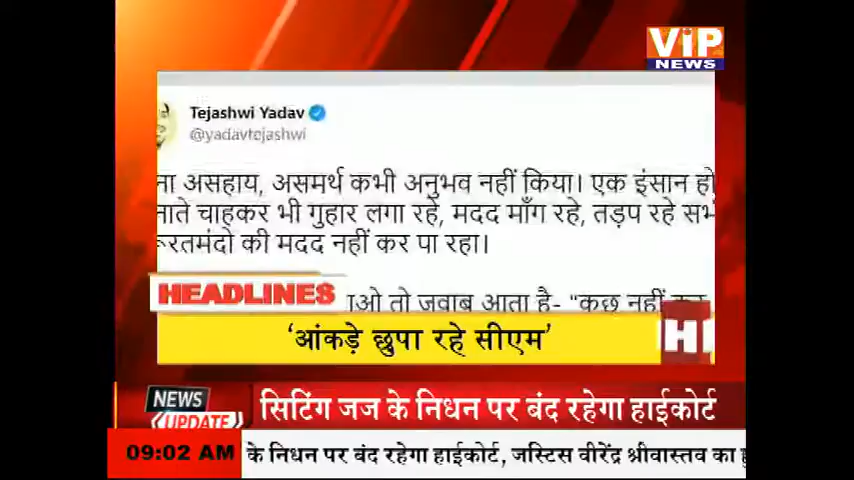 ViP
NEWS
Tejashwi Yadav
@yadavtejashwi
ना असहाय, असमर्थ कभी अनुभव नहीं किया। एक इंसान हो
नाते चाहकर भी गुहार लगा रहे, मदद माँग रहे, तड़प रहे सभ
रूरतमंदो की मदद नहीं कर पा रहा।
HEADLINES
ाओ तो जवाब आता है- "कुछ नहीं कर
'आंकड़े छुपा रहे सीएम'
H
NEWS
UPDATE
सिटिंग जज के निधन पर बंद रहेगा हाईकोर्ट
09:02 AM
के निधन पर बंद रहेगा हाईकोर्ट, जस्टिस वीरेंद्र श्रीवास्तव का